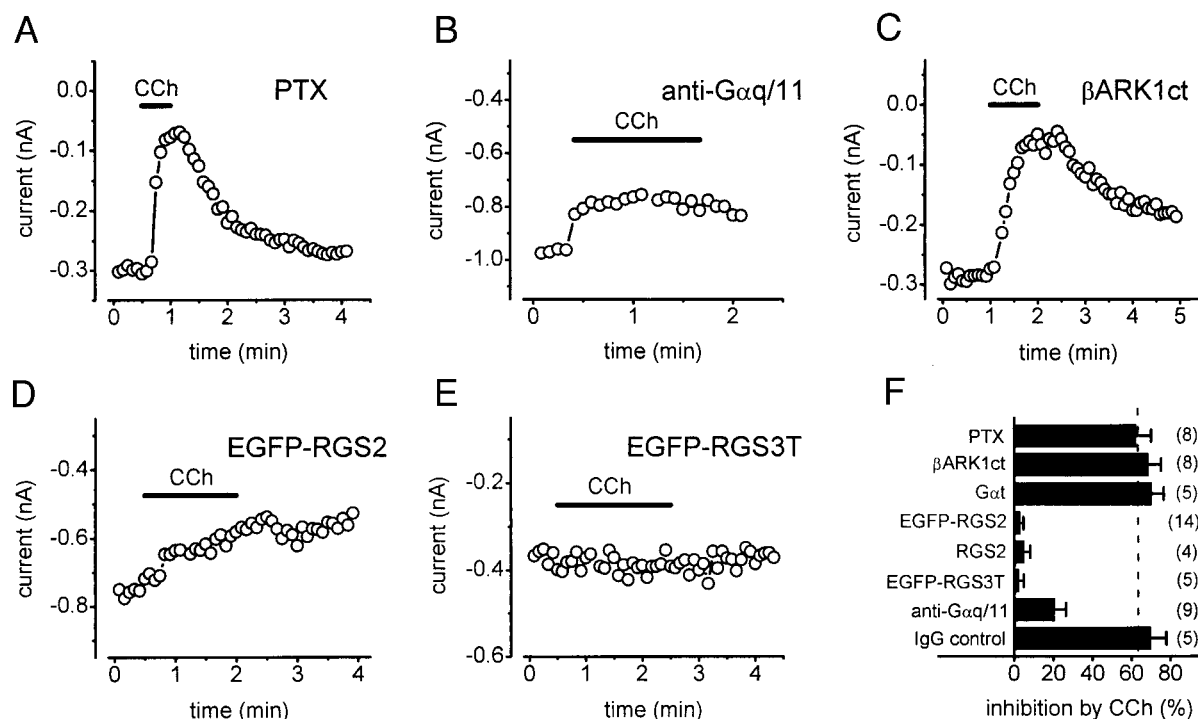 A
PTX
CCh
0.0
-0.1
-0.2
-0.3
current (nA)
0 1 2 3 4
time (min)
B
anti-Gαq/11
CCh
-0.4
-0.6
-0.8
-1.0
current (nA)
0 1 2
time (min)
C
βARK1ct
CCh
0.0
-0.1
-0.2
-0.3
current (nA)
0 1 2 3 4 5
time (min)
D
EGFP-RGS2
CCh
-0.4
-0.6
-0.8
current (nA)
0 1 2 3 4
time (min)
E
EGFP-RGS3T
CCh
-0.2
-0.4
-0.6
current (nA)
0 1 2 3 4
time (min)
F
PTX (8)
βARK1ct (8)
Gαt (5)
EGFP-RGS2 (14)
RGS2 (4)
EGFP-RGS3T (5)
anti-Gαq/11 (9)
IgG control (5)
0 20 40 60 80
inhibition by CCh (%)